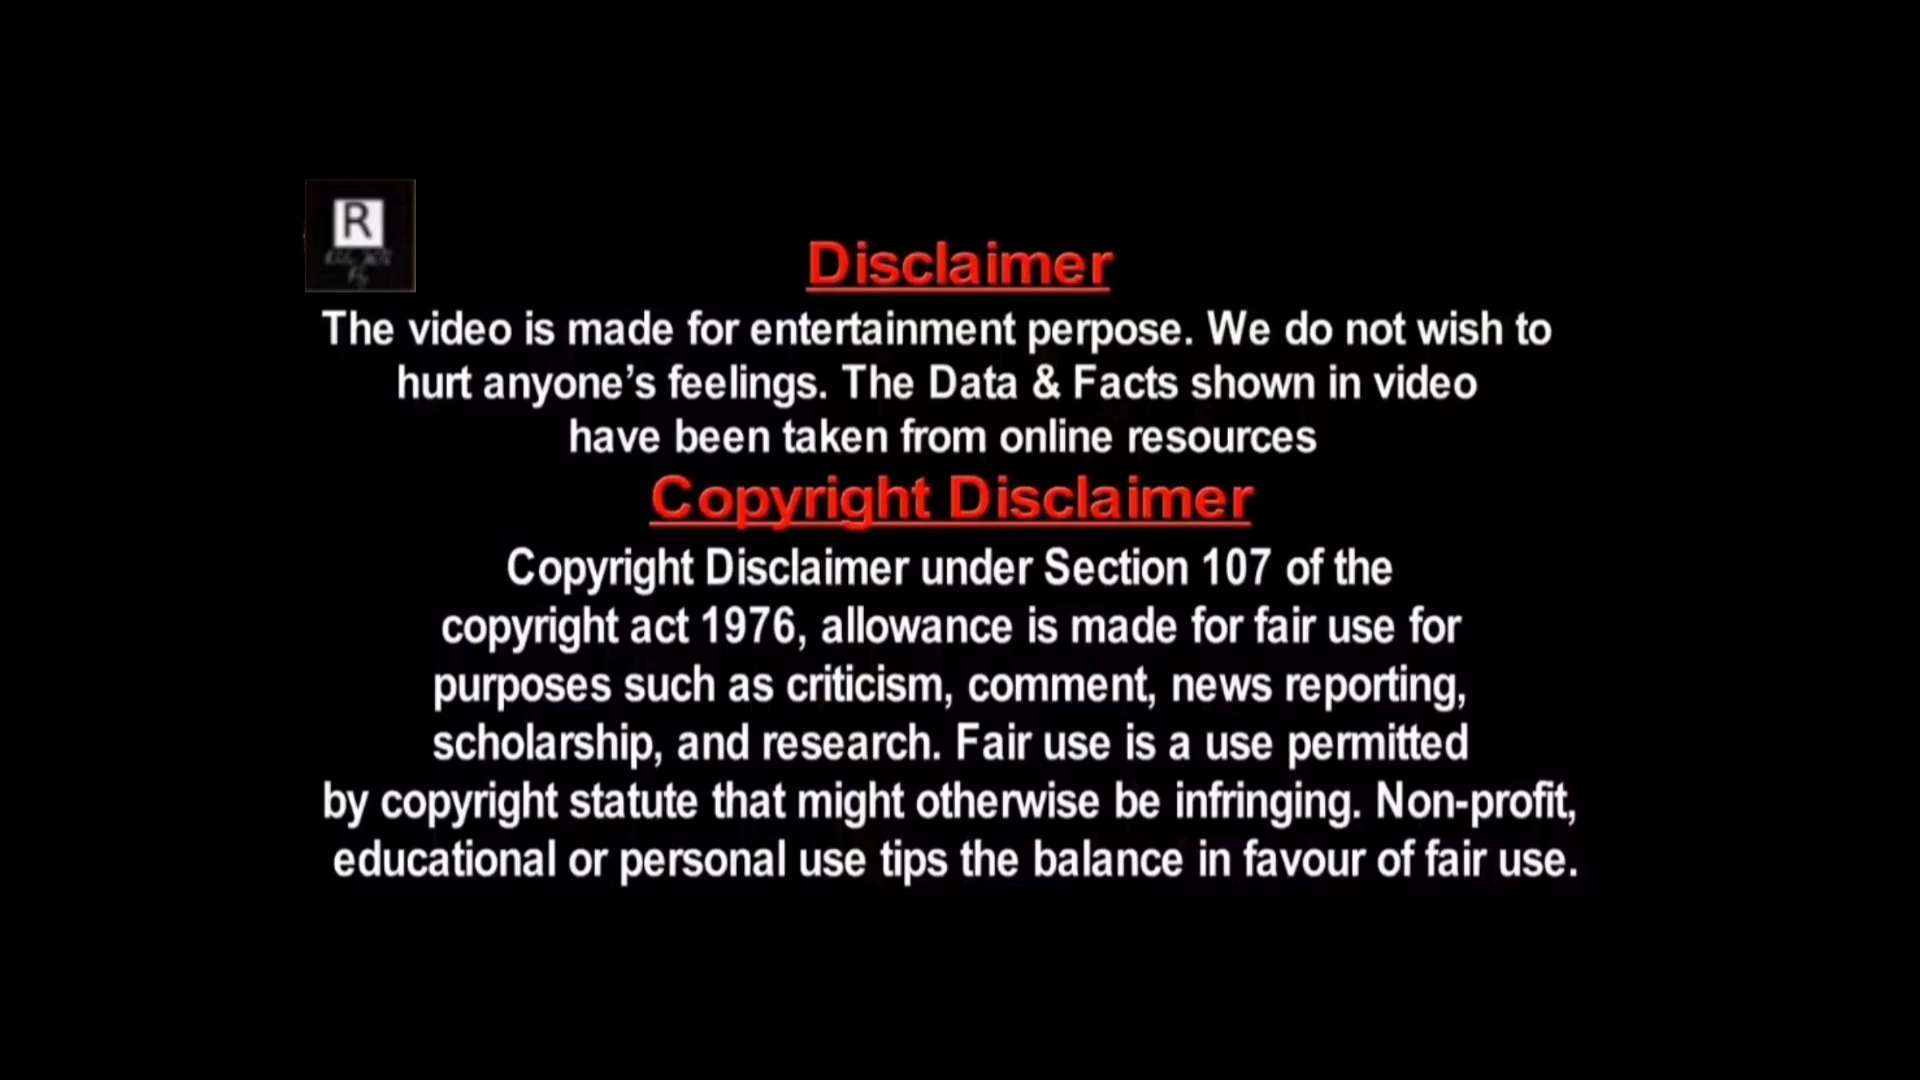 R
Disclaimer
The video is made for entertainment perpose. We do not wish to
hurt anyone’s feelings. The Data & Facts shown in video
have been taken from online resources
Copyright Disclaimer
Copyright Disclaimer under Section 107 of the
copyright act 1976, allowance is made for fair use for
purposes such as criticism, comment, news reporting,
scholarship, and research. Fair use is a use permitted
by copyright statute that might otherwise be infringing. Non-profit,
educational or personal use tips the balance in favour of fair use.